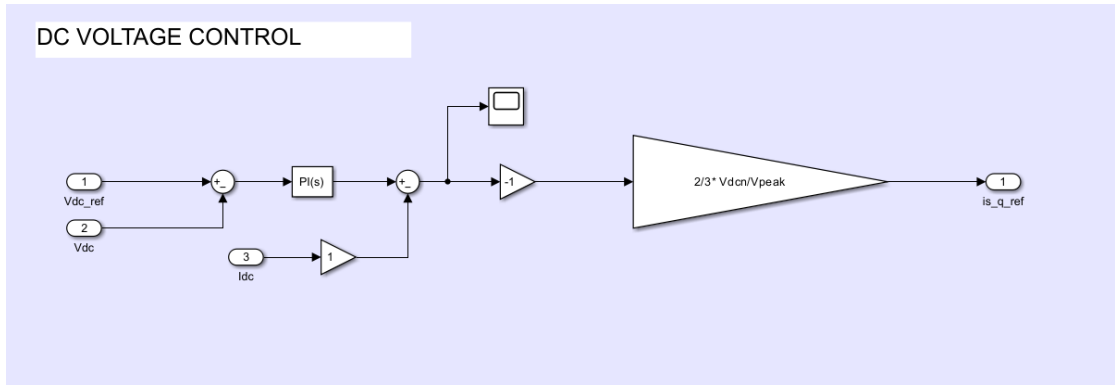 DC VOLTAGE CONTROL
1
Vdc_ref
+
-
PI(s)
+
-
-1
2/3* Vdcn/Vpeak
1
is_q_ref
2
Vdc
3
Idc
1